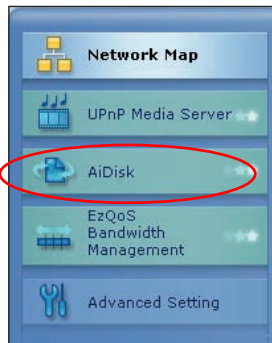 Network Map
UPnP Media Server
AiDisk
EzQoS
Bandwidth
Management
Advanced Setting